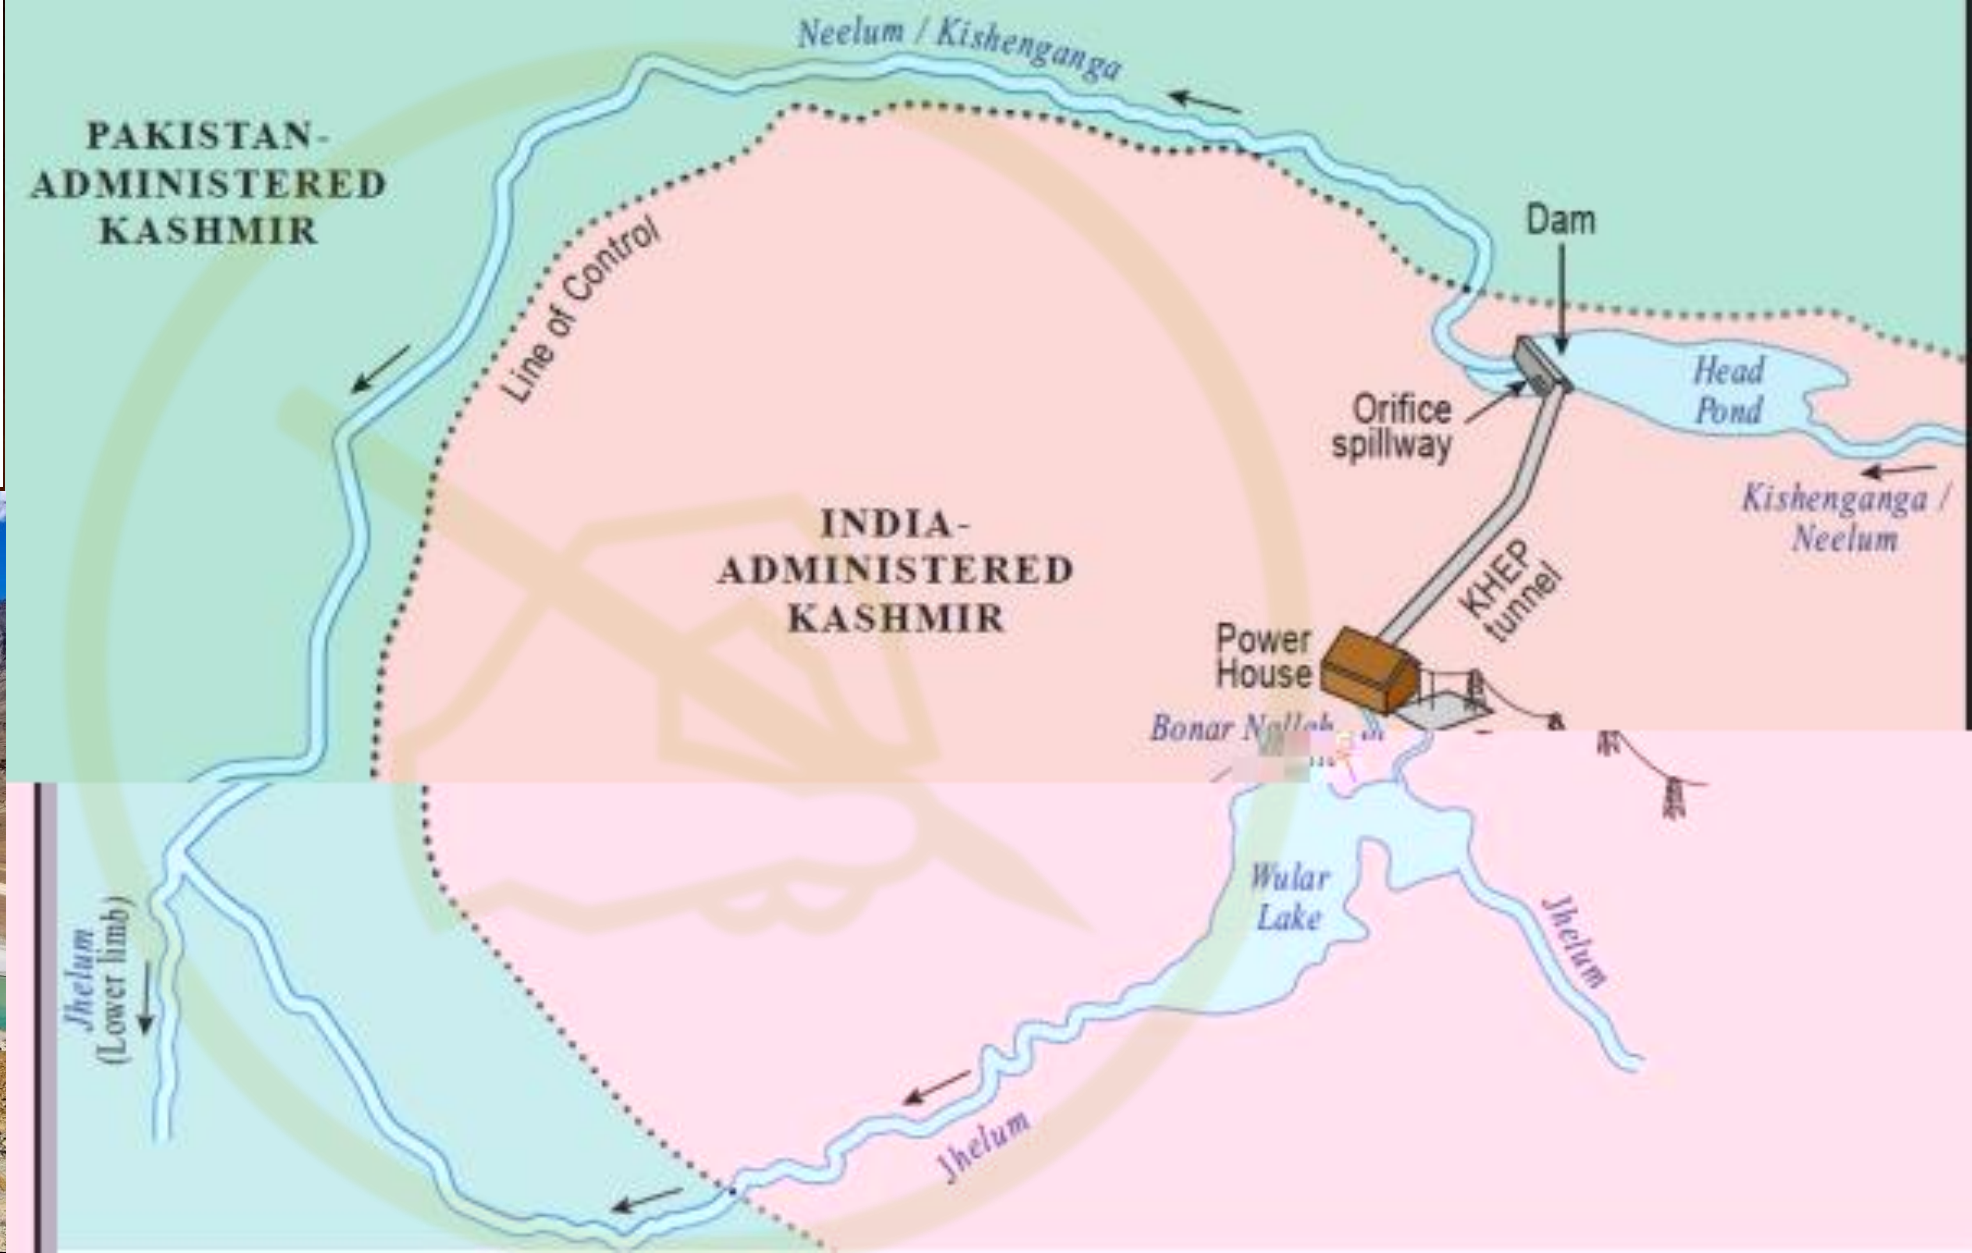 Neelum / Kishenganga
PAKISTAN-
ADMINISTERED
KASHMIR
Line of Control
Dam
Head
Pond
Orifice
spillway
Kishenganga /
Neelum
INDIA-
ADMINISTERED
KASHMIR
KHEP
tunnel
Power
House
Bonar
Wular
Lake
Jhelum
Jhelum
(Lower limb)
Jhelum